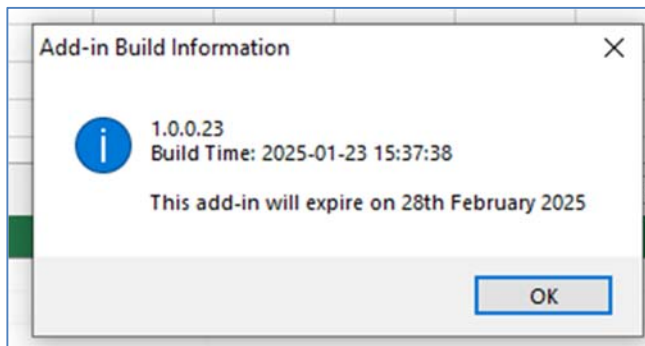 Add-in Build Information
1.0.0.23
Build Time: 2025-01-23 15:37:38
This add-in will expire on 28th February 2025
OK